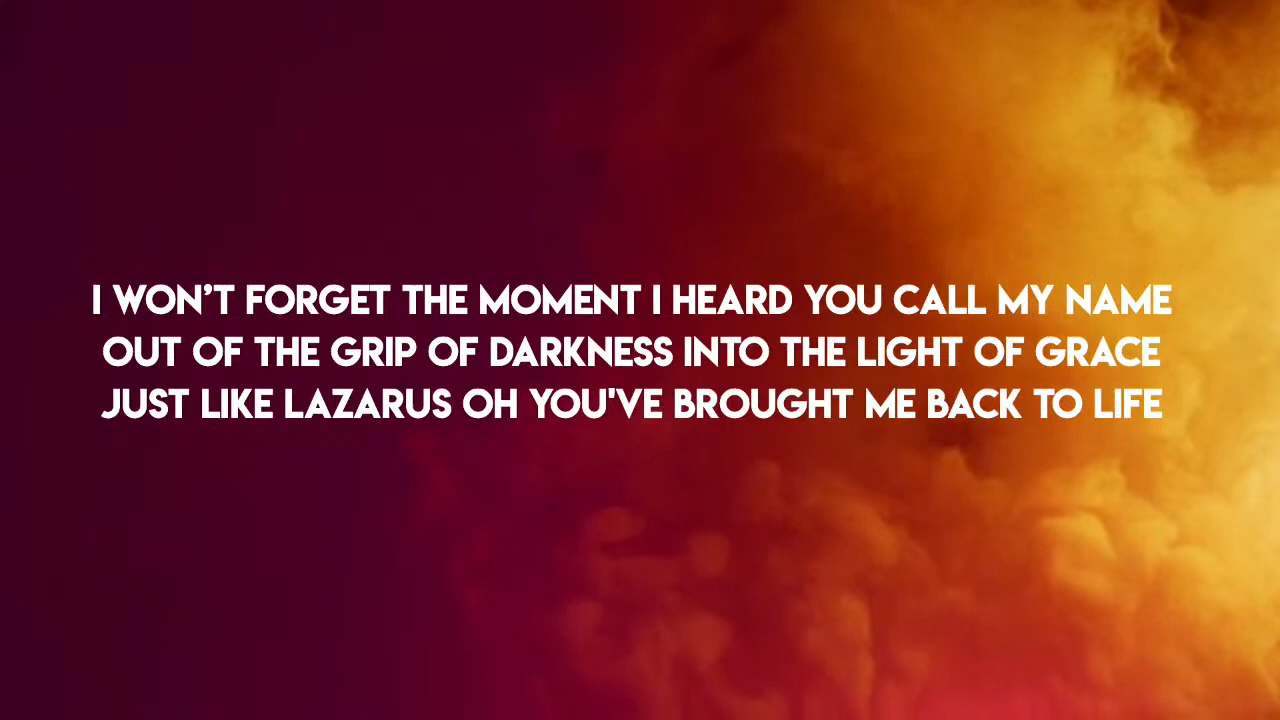 I WON’T FORGET THE MOMENT I HEARD YOU CALL MY NAME
OUT OF THE GRIP OF DARKNESS INTO THE LIGHT OF GRACE
JUST LIKE LAZARUS OH YOU'VE BROUGHT ME BACK TO LIFE